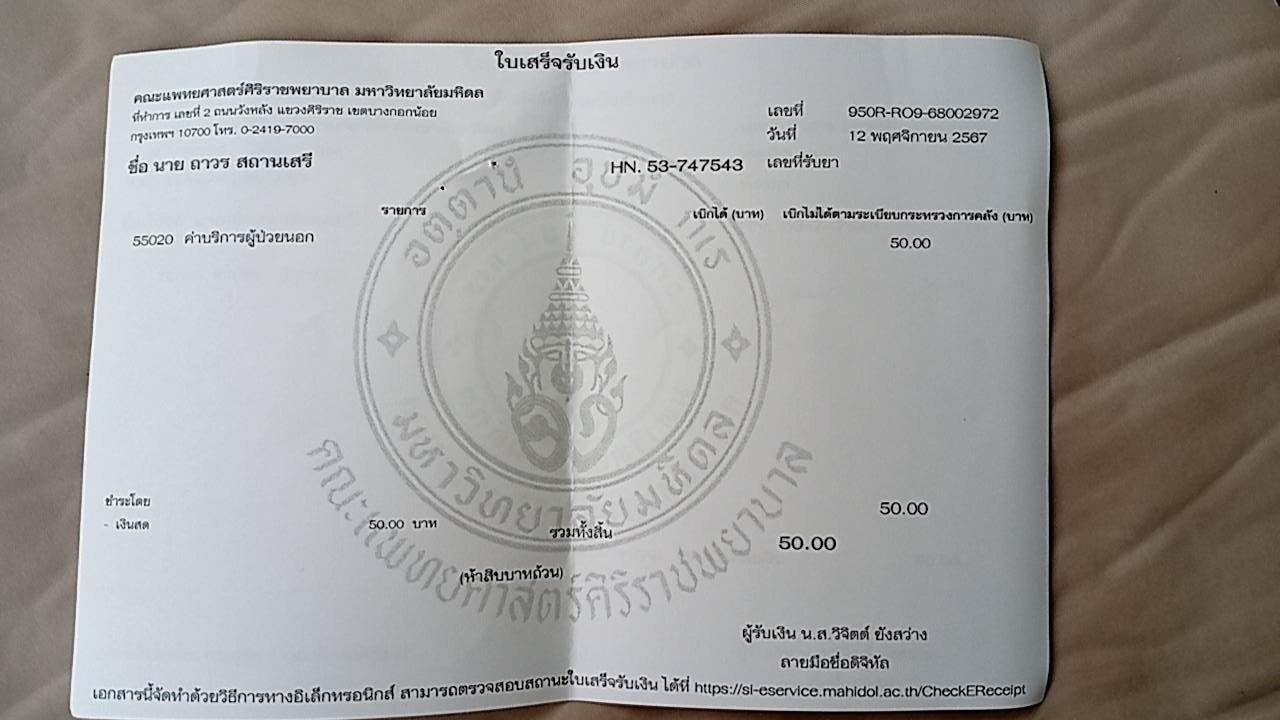 ใบเสร็จรับเงิน
คณะแพทยศาสตร์ศิริราชพยาบาล มหาวิทยาลัยมหิดล
ที่ทำการ เลขที่ 2 ถนนวังหลัง แขวงศิริราช เขตบางกอกน้อย
กรุงเทพฯ 10700 โทร. 0-2419-7000
เลขที่ 950R-RO9-68002972
วันที่ 12 พฤศจิกายน 2567
ชื่อ นาย ถาวร สถานเสรี HN. 53-747543 เลขที่รับยา
รายการ เบิกได้ (บาท) เบิกไม่ได้ตามระเบียบกระทรวงการคลัง (บาท)
55020 ค่าบริการผู้ป่วยนอก 50.00
อตฺตานํ อุปมํ กเร
มหาวิทยาลัยมหิดล
คณะแพทยศาสตร์ศิริราชพยาบาล
ชำระโดย 50.00
- เงินสด 50.00 บาท รวมทั้งสิ้น 50.00
(ห้าสิบบาทถ้วน)
ผู้รับเงิน น.ส.วิจิตต์ ยังสว่าง
ลายมือชื่อดิจิทัล
เอกสารนี้จัดทำด้วยวิธีการทางอิเล็กทรอนิกส์ สามารถตรวจสอบสถานะใบเสร็จรับเงิน ได้ที่ https://si-eservice.mahidol.ac.th/CheckEReceipt